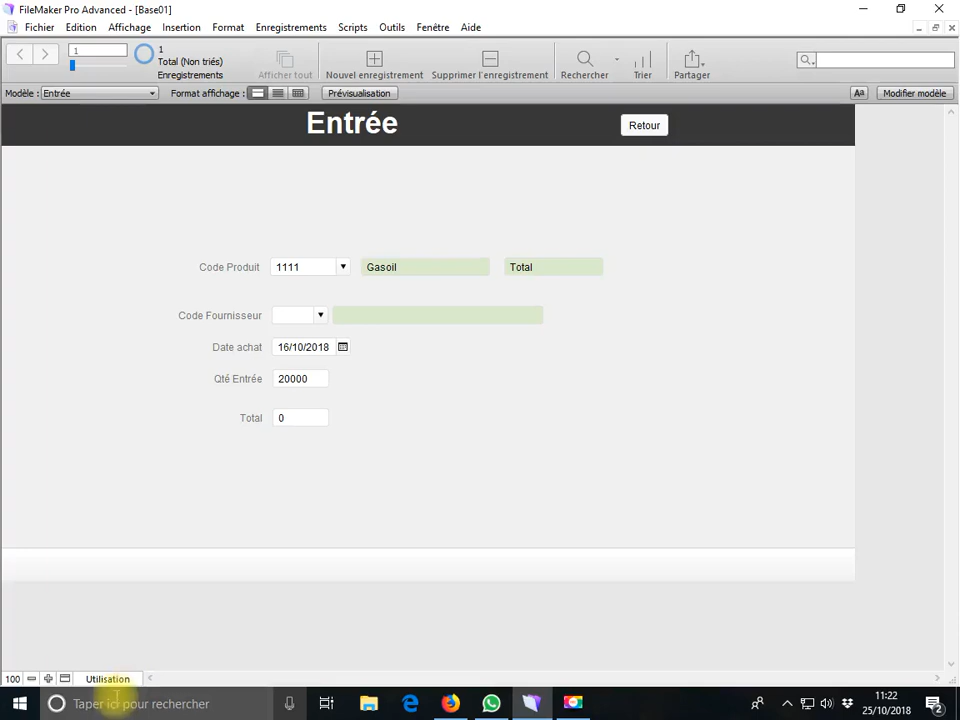 FileMaker Pro Advanced - [Base01]
Fichier Edition Affichage Insertion Format Enregistrements Scripts Outils Fenêtre Aide
1
1
Total (Non triés)
Enregistrements
Afficher tout
Nouvel enregistrement
Supprimer l'enregistrement
Rechercher
Trier
Partager
Modèle : Entrée Format affichage : Prévisualisation Aa Modifier modèle
Entrée
Retour
Code Produit 1111 Gasoil Total
Code Fournisseur
Date achat 16/10/2018
Qté Entrée 20000
Total 0
100 Utilisation
Taper ici pour rechercher
11:22
25/10/2018
2